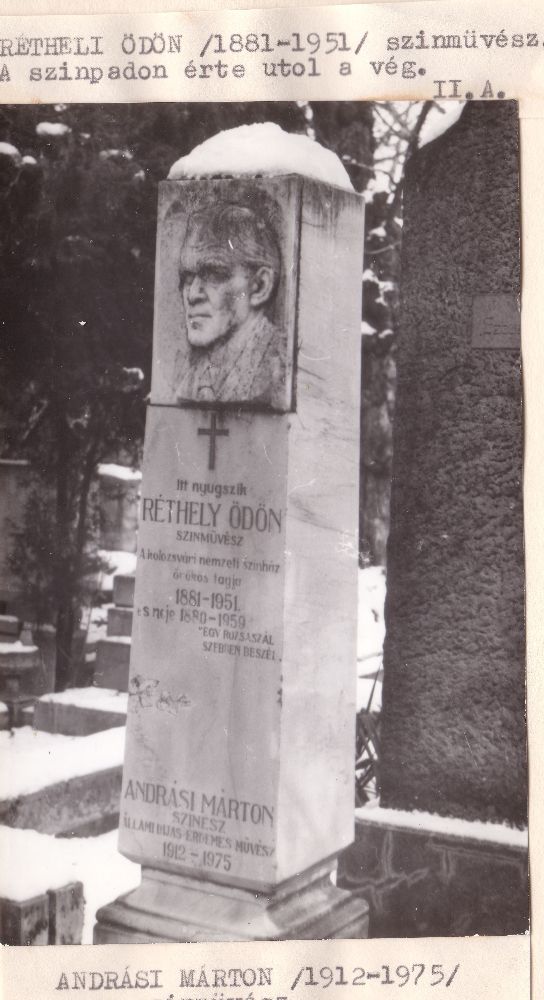 RÉTHELI ÖDÖN /1881-1951/ szinmüvész.
A szinpadon érte utol a vég.
II.A.
Itt nyugszik
RÉTHELY ÖDÖN
SZINMŰVÉSZ
A kolozsvári nemzeti szinház
örökös tagja
1881-1951.
és neje 1880-1959
"EGY RÓZSASZÁL
SZEBBEN BESZÉL
ANDRÁSI MÁRTON
SZINÉSZ
ÁLLAMI DIJAS ÉRDEMES MŰVÉSZ
1912-1975
ANDRÁSI MÁRTON /1912-1975/
szinmüvész